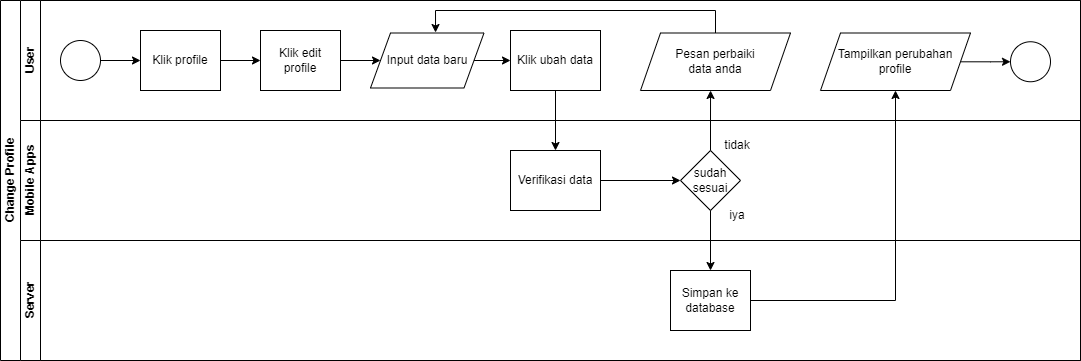 Change Profile
User
Klik profile
Klik edit
profile
Input data baru
Klik ubah data
Pesan perbaiki
data anda
Tampilkan perubahan
profile
Mobile Apps
Verifikasi data
sudah
sesuai
tidak
iya
Server
Simpan ke
database